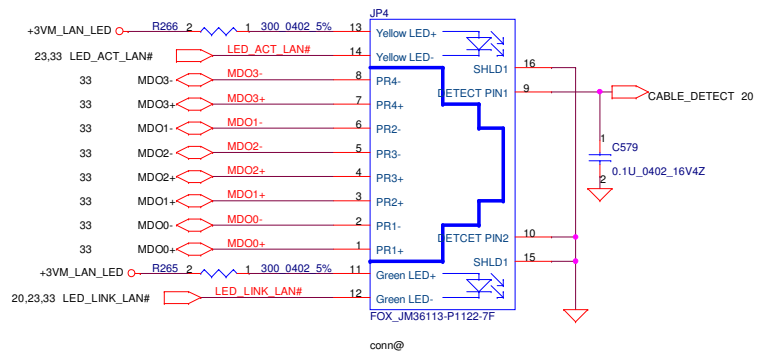 JP4
+3VM_LAN_LED R266 2 1 300_0402_5% 13 Yellow LED+
23,33 LED_ACT_LAN# LED_ACT_LAN# 14 Yellow LED-
SHLD1 16
33 MDO3- MDO3- 8 PR4-
DETECT PIN1 9 CABLE_DETECT 20
33 MDO3+ MDO3+ 7 PR4+
33 MDO1- MDO1- 6 PR2-
1 C579
33 MDO2- MDO2- 5 PR3-
0.1U_0402_16V4Z
33 MDO2+ MDO2+ 4 PR3+
2
33 MDO1+ MDO1+ 3 PR2+
33 MDO0- MDO0- 2 PR1-
DETCET PIN2 10
33 MDO0+ MDO0+ 1 PR1+
SHLD1 15
+3VM_LAN_LED R265 2 1 300_0402_5% 11 Green LED+
20,23,33 LED_LINK_LAN# LED_LINK_LAN# 12 Green LED-
FOX_JM36113-P1122-7F
conn@